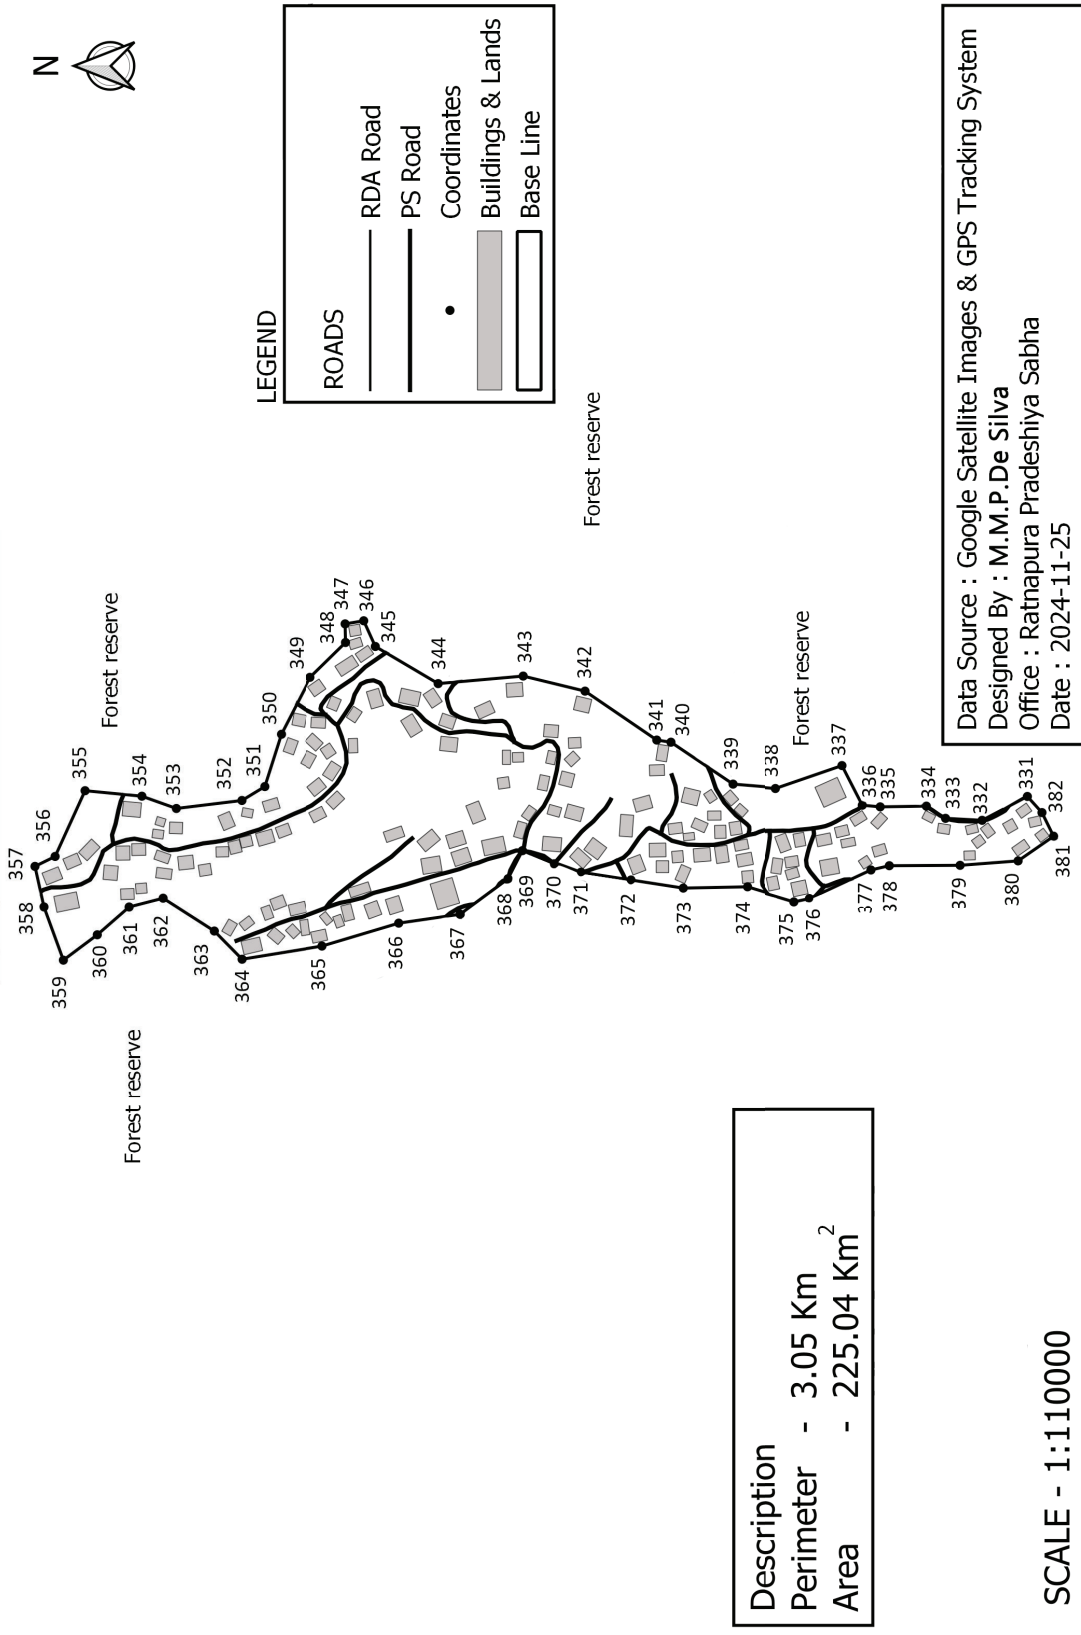 N
LEGEND
ROADS
RDA Road
PS Road
Coordinates
Buildings & Lands
Base Line
Forest reserve
Forest reserve
Forest reserve
Forest reserve
357
356
355
354
353
352
351
350
349
348
347
346
345
344
343
342
341
340
339
338
337
336
335
334
333
332
331
382
381
380
379
378
377
376
375
374
373
372
371
370
369
368
367
366
365
364
363
362
361
360
359
358
Description
Perimeter - 3.05 Km
Area - 225.04 Km2
SCALE - 1:110000
Data Source : Google Satellite Images & GPS Tracking System
Designed By : M.M.P.De Silva
Office : Ratnapura Pradeshiya Sabha
Date : 2024-11-25